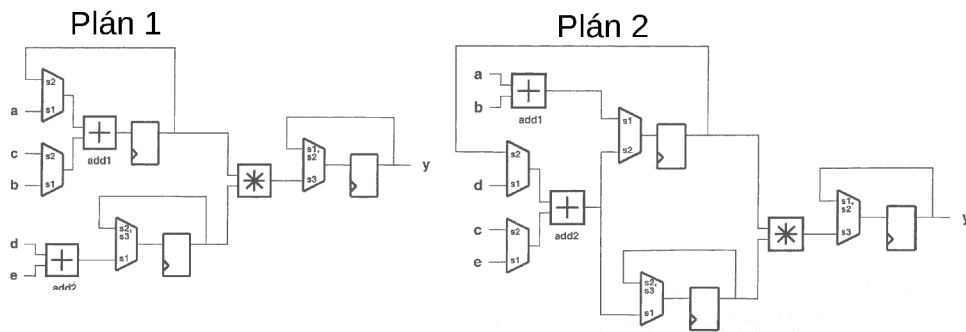 Plán 1
s2
s1
a
c
s2
b
s1
add1
d
e
add2
s2,
s3
s1
s1,
s2
s3
y
Plán 2
a
b
add1
s1
s2
s2
d
s1
c
s2
e
s1
add2
s2,
s3
s1
s1,
s2
s3
y